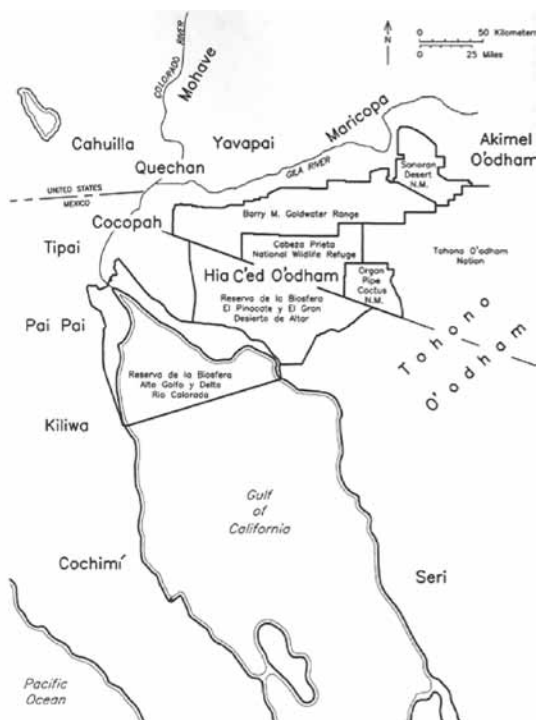 0 50 Kilometers
0 25
Miles
N
COLORADO RIVER
Mohave
Cahuilla
Yavapai
Maricopa
Akimel
O'odham
Quechan
GILA RIVER
Sonoran
Desert
N.M.
UNITED STATES
MEXICO
Cocopah
Barry M. Goldwater Range
Tipai
Cabeza Prieta
National Wildlife Refuge
Tohono O'odham
Nation
Hia C'ed O'odham
Organ
Pipe
Cactus
N.M.
Reserva de la Biosfera
El Pinacate y El Gran
Desierto de Altar
Pai Pai
Tohono
O'odham
Reserva de la Biosfera
Alto Golfo y Delta
Rio Colorado
Kiliwa
Gulf
of
California
Cochimí
Seri
Pacific
Ocean